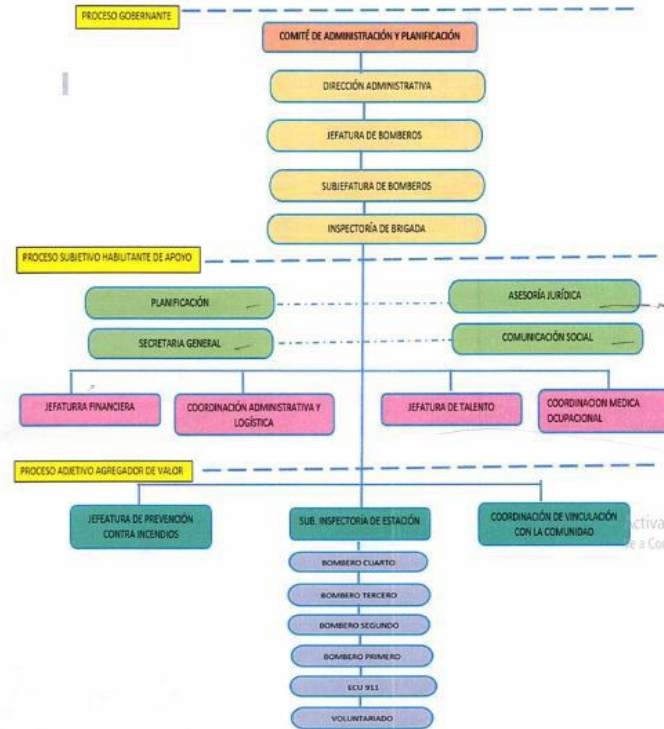 PROCESO GOBERNANTE
COMITÉ DE ADMINISTRACIÓN Y PLANIFICACIÓN
DIRECCIÓN ADMINISTRATIVA
JEFATURA DE BOMBEROS
SUBJEFATURA DE BOMBEROS
INSPECTORÍA DE BRIGADA
PROCESO SUBJETIVO HABILITANTE DE APOYO
PLANIFICACIÓN
ASESORÍA JURÍDICA
SECRETARIA GENERAL
COMUNICACIÓN SOCIAL
JEFATURRA FINANCIERA
COORDINACIÓN ADMINISTRATIVA Y
LOGÍSTICA
JEFATURA DE TALENTO
COORDINACION MEDICA
OCUPACIONAL
PROCESO ADJETIVO AGREGADOR DE VALOR
JEFEATURA DE PREVENCIÓN
CONTRA INCENDIOS
SUB. INSPECTORÍA DE ESTACIÓN
COORDINACIÓN DE VINCULACIÓN
CON LA COMUNIDAD
BOMBERO CUARTO
BOMBERO TERCERO
BOMBERO SEGUNDO
BOMBERO PRIMERO
ECU 911
VOLUNTARIADO